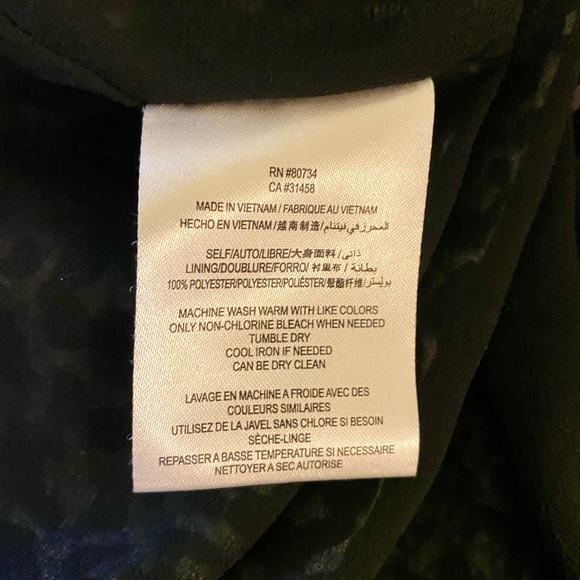 RN #80734
CA #31458
MADE IN VIETNAM / FABRIQUE AU VIETNAM
HECHO EN VIETNAM/越南制造/المحرز في فيتنام
SELF/AUTO/LIBRE/大身面料/ذاتي
LINING/DOUBLURE/FORRO/ 衬里布 / بطانة
100% POLYESTER/POLYESTER/POLIÉSTER/聚酯纤维/بوليستر
MACHINE WASH WARM WITH LIKE COLORS
ONLY NON-CHLORINE BLEACH WHEN NEEDED
TUMBLE DRY
COOL IRON IF NEEDED
CAN BE DRY CLEAN
LAVAGE EN MACHINE A FROIDE AVEC DES
COULEURS SIMILAIRES
UTILISEZ DE LA JAVEL SANS CHLORE SI BESOIN
SÈCHE-LINGE
REPASSER A BASSE TEMPERATURE SI NECESSAIRE
NETTOYER A SEC AUTORISE